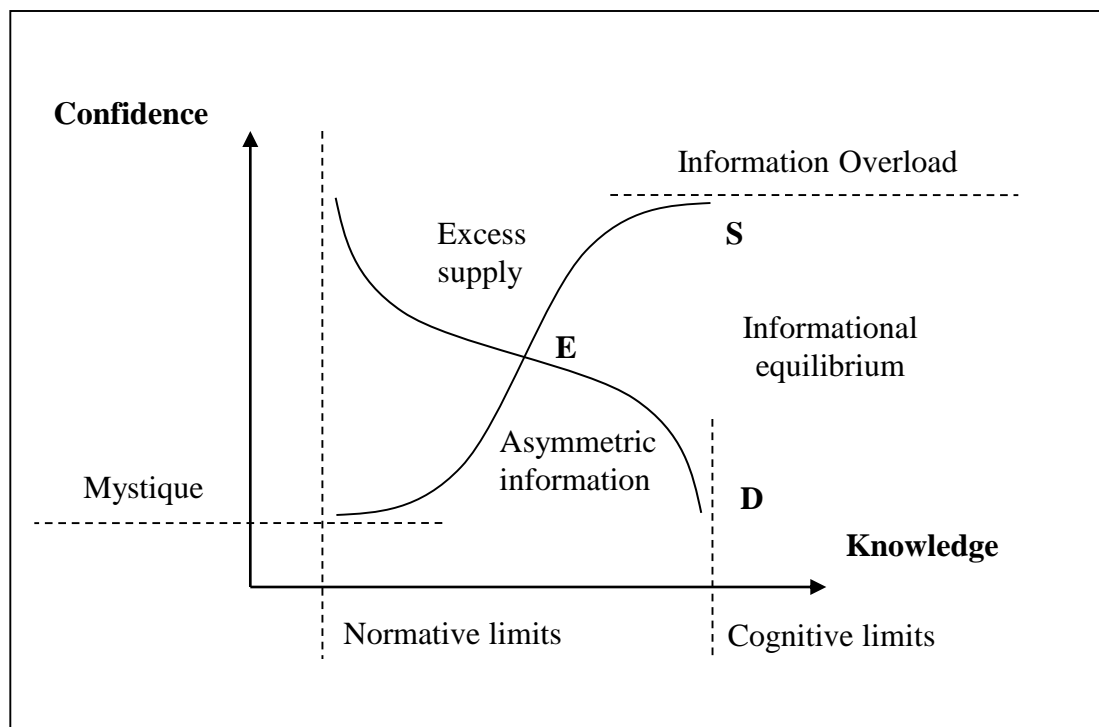 Confidence
Information Overload
Excess
supply
S
Informational
equilibrium
E
Asymmetric
information
Mystique
D
Knowledge
Normative limits
Cognitive limits